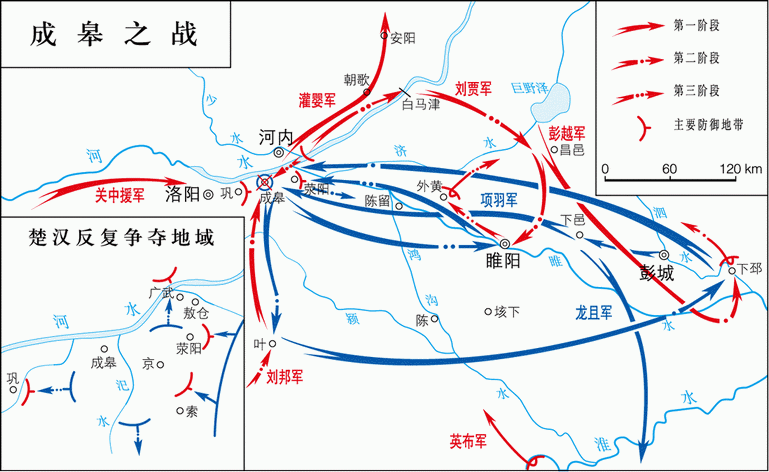 成皋之战
第一阶段
第二阶段
第三阶段
主要防御地带
0 60 120 km
安阳
朝歌
灌婴军
白马津
刘贾军
巨野泽
彭越军
昌邑
少
水
河内
河
水
济
水
关中援军
洛阳
巩
成皋
荥阳
陈留
外黄
项羽军
下邑
泗
水
睢阳
睢
水
彭城
下邳
鸿
沟
陈
颍
水
垓下
龙且军
叶
刘邦军
英布军
淮
水
楚汉反复争夺地域
广武
敖仓
河
水
荥阳
成皋
京
巩
汜
水
索